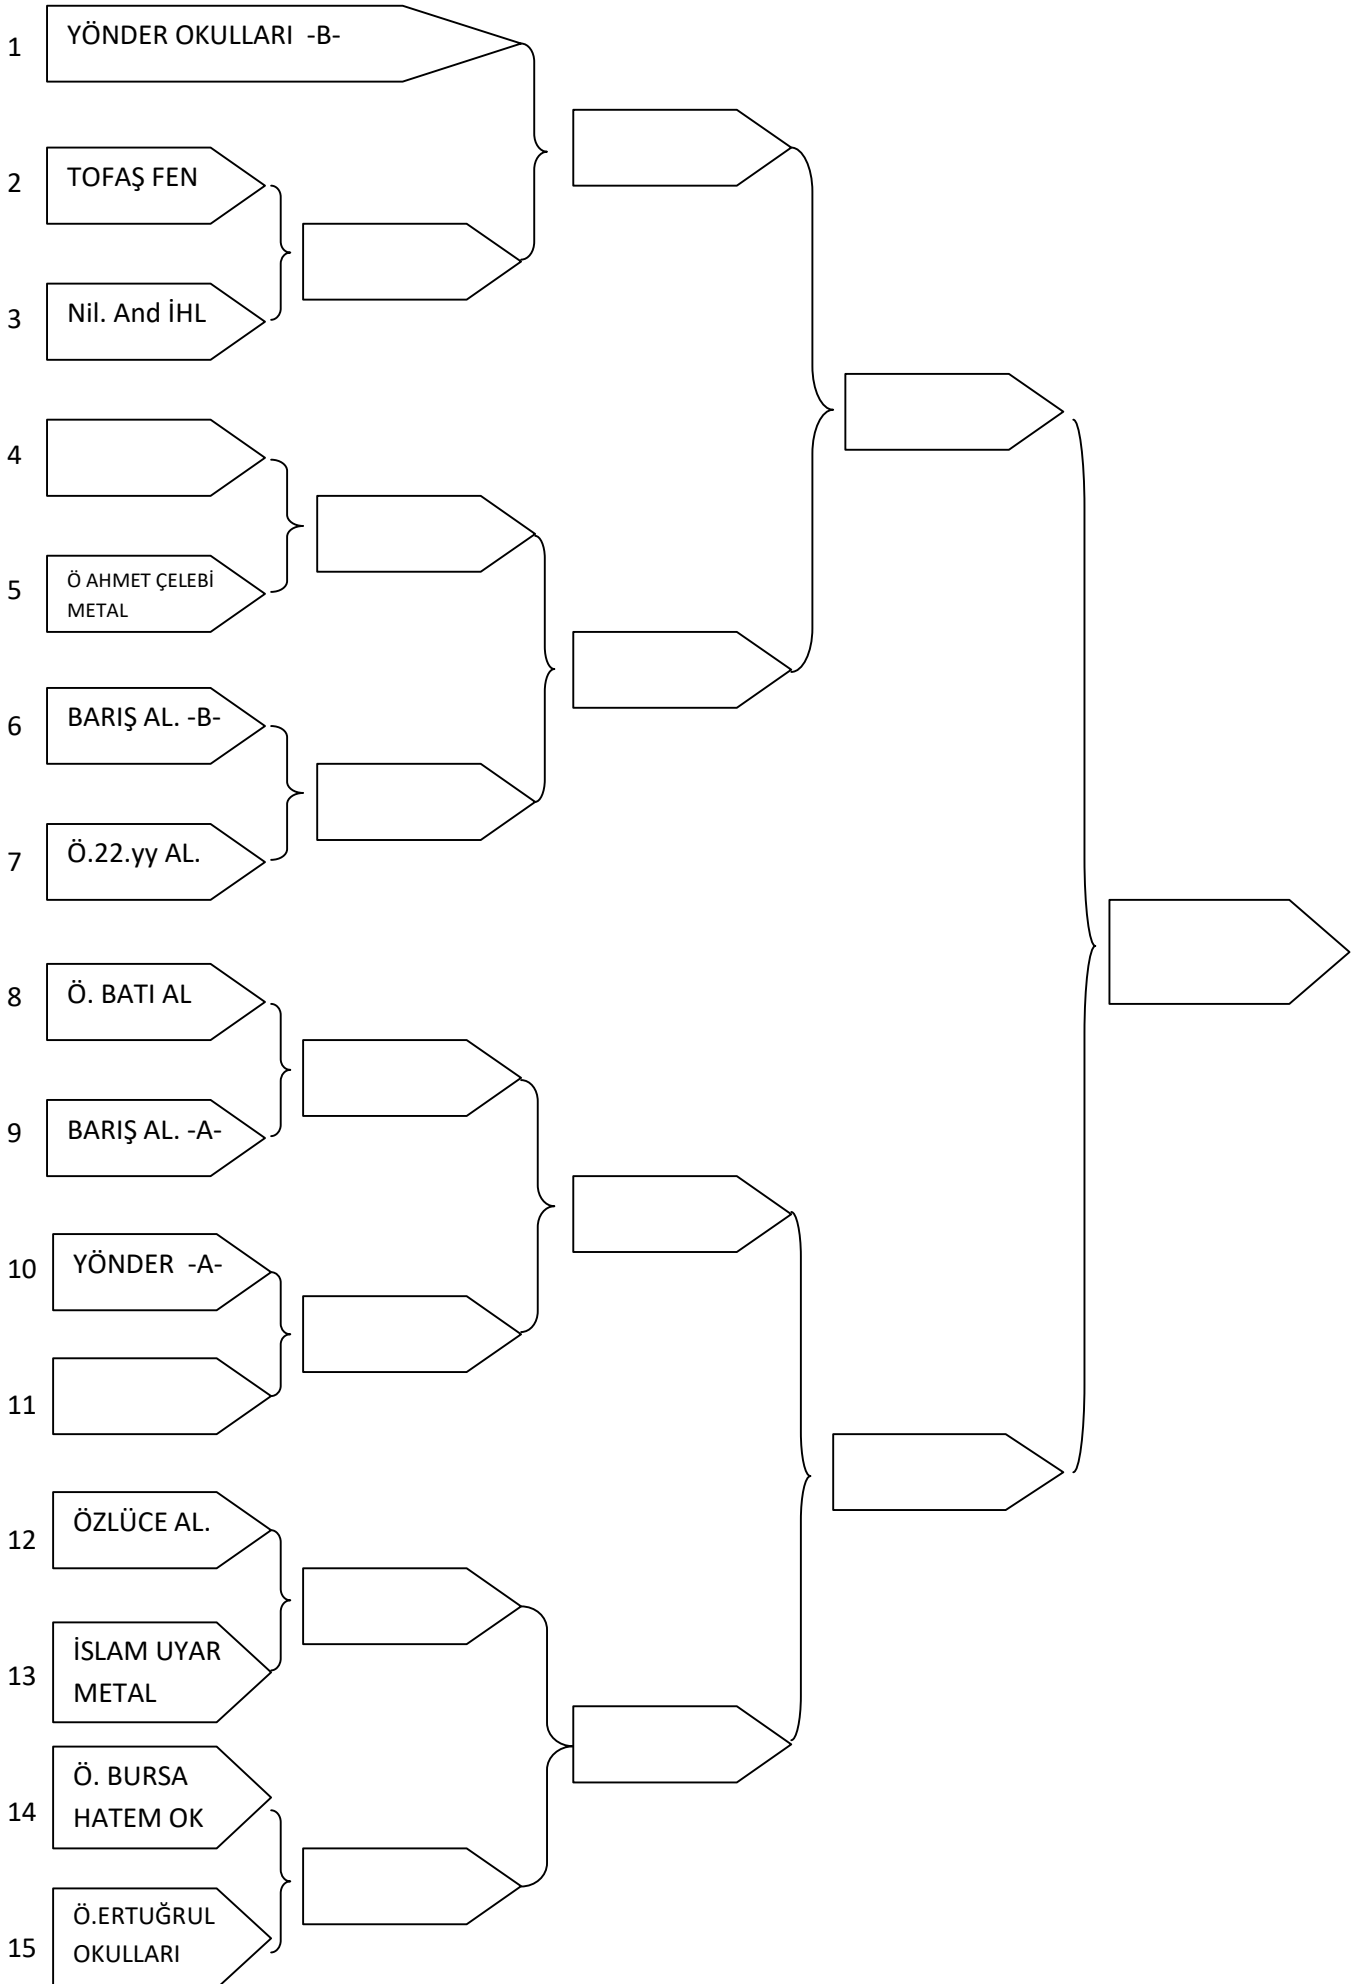 1 YÖNDER OKULLARI -B-
2 TOFAŞ FEN
3 Nil. And İHL
4
5 Ö AHMET ÇELEBİ
METAL
6 BARIŞ AL. -B-
7 Ö.22.yy AL.
8 Ö. BATI AL
9 BARIŞ AL. -A-
10 YÖNDER -A-
11
12 ÖZLÜCE AL.
13 İSLAM UYAR
METAL
14 Ö. BURSA
HATEM OK
15 Ö.ERTUĞRUL
OKULLARI